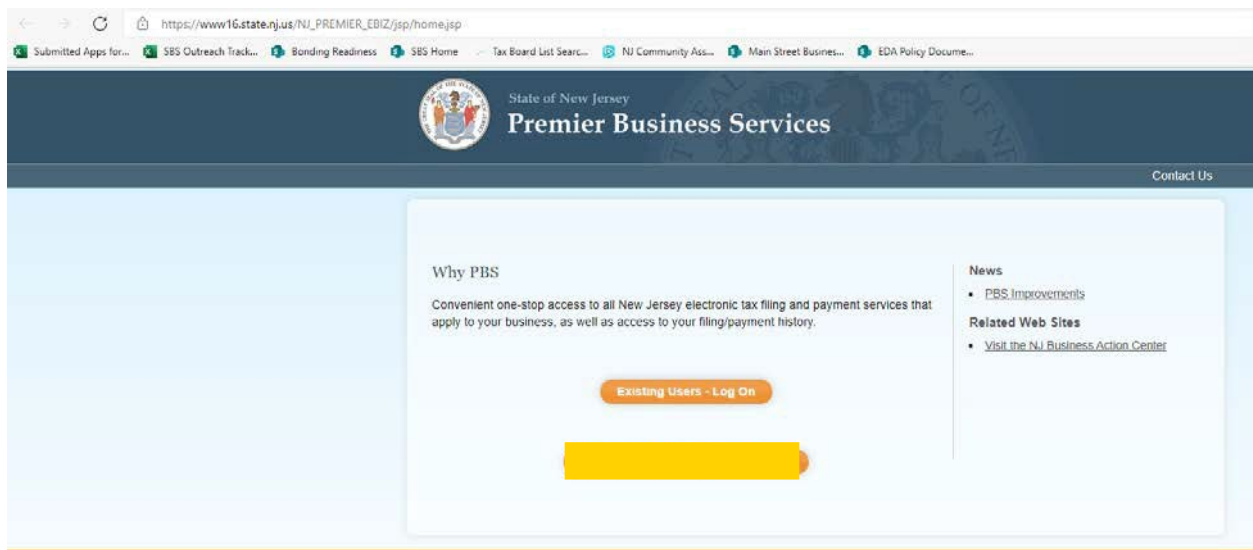 https://www16.state.nj.us/NJ_PREMIER_EBIZ/jsp/home.jsp
Submitted Apps for... SBS Outreach Track... Bonding Readiness SBS Home Tax Board List Searc... NJ Community Ass... Main Street Busines... EDA Policy Docume...
State of New Jersey
Premier Business Services
Contact Us
Why PBS
Convenient one-stop access to all New Jersey electronic tax filing and payment services that
apply to your business, as well as access to your filing/payment history.
Existing Users - Log On
News
PBS Improvements
Related Web Sites
Visit the NJ Business Action Center